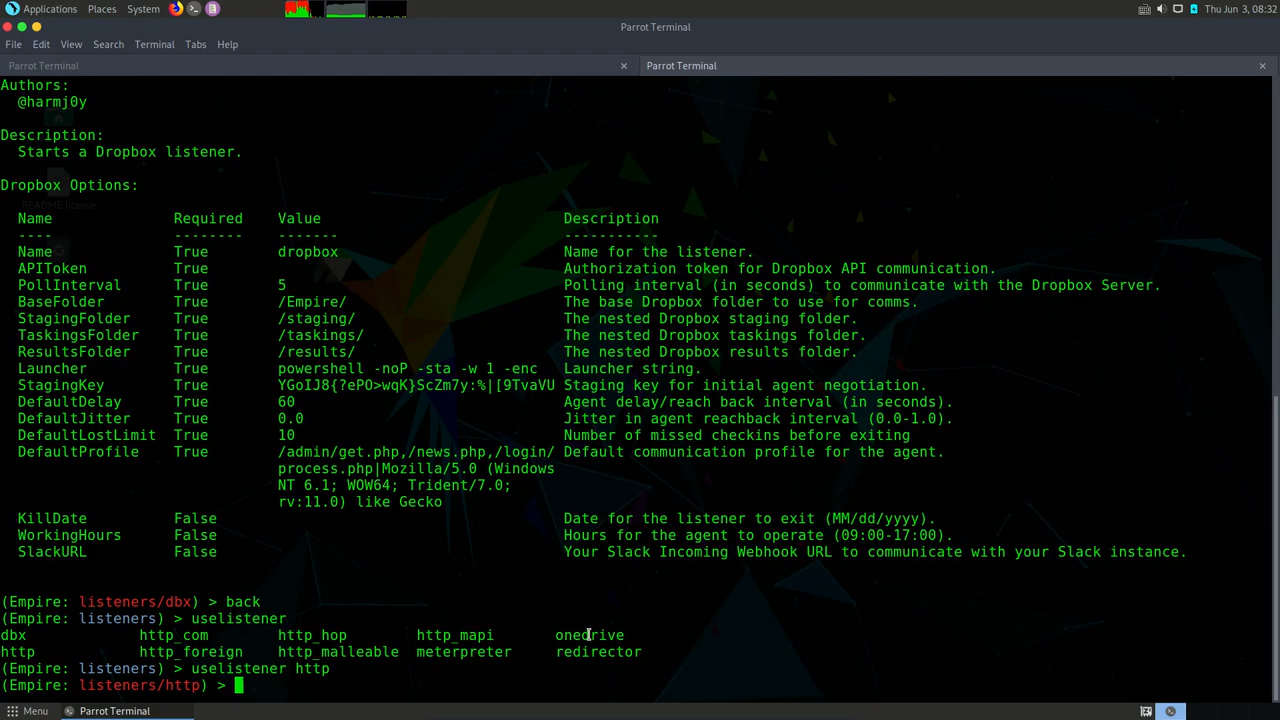 Applications Places System Thu Jun 3, 08:32
Parrot Terminal
File Edit View Search Terminal Tabs Help
Parrot Terminal × Parrot Terminal ×
Authors:
@harmj0y
Description:
Starts a Dropbox listener.
README license
Dropbox Options:
Name Required Value Description
---- -------- ------- -----------
Name True dropbox Name for the listener.
APIToken True Authorization token for Dropbox API communication.
PollInterval True 5 Polling interval (in seconds) to communicate with the Dropbox Server.
BaseFolder True /Empire/ The base Dropbox folder to use for comms.
StagingFolder True /staging/ The nested Dropbox staging folder.
TaskingsFolder True /taskings/ The nested Dropbox taskings folder.
ResultsFolder True /results/ The nested Dropbox results folder.
Launcher True powershell -noP -sta -w 1 -enc Launcher string.
StagingKey True YGoIJ8{?ePO>wqK}ScZm7y:%|[9TvaVU Staging key for initial agent negotiation.
DefaultDelay True 60 Agent delay/reach back interval (in seconds).
DefaultJitter True 0.0 Jitter in agent reachback interval (0.0-1.0).
DefaultLostLimit True 10 Number of missed checkins before exiting
DefaultProfile True /admin/get.php,/news.php,/login/ Default communication profile for the agent.
process.php|Mozilla/5.0 (Windows
NT 6.1; WOW64; Trident/7.0;
rv:11.0) like Gecko
KillDate False Date for the listener to exit (MM/dd/yyyy).
WorkingHours False Hours for the agent to operate (09:00-17:00).
SlackURL False Your Slack Incoming Webhook URL to communicate with your Slack instance.
(Empire: listeners/dbx) > back
(Empire: listeners) > uselistener
dbx http_com http_hop http_mapi onedrive
http http_foreign http_malleable meterpreter redirector
(Empire: listeners) > uselistener http
(Empire: listeners/http) >
Menu Parrot Terminal